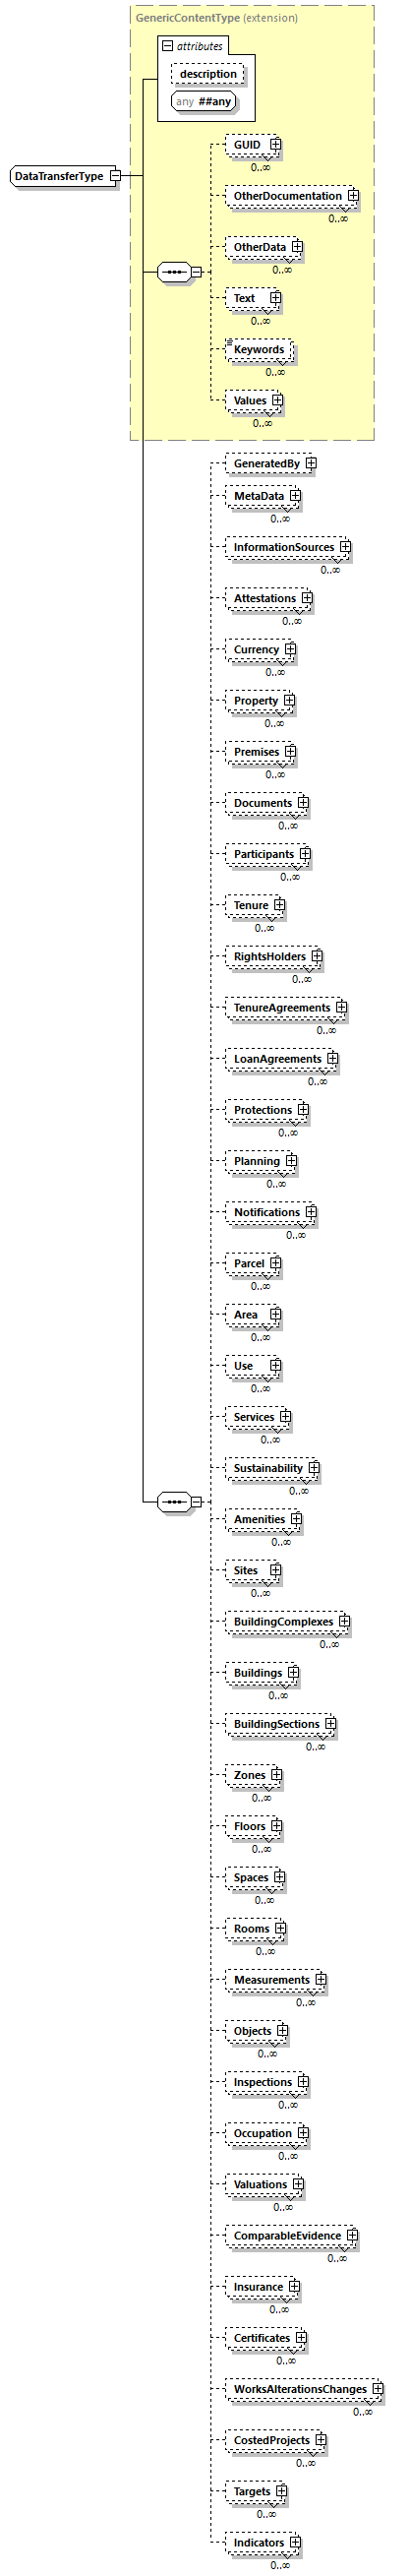 GenericContentType (extension)
attributes
description
any ##any
DataTransferType
GUID
0..∞
OtherDocumentation
0..∞
OtherData
0..∞
Text
0..∞
Keywords
0..∞
Values
0..∞
GeneratedBy
MetaData
0..∞
InformationSources
0..∞
Attestations
0..∞
Currency
0..∞
Property
0..∞
Premises
0..∞
Documents
0..∞
Participants
0..∞
Tenure
0..∞
RightsHolders
0..∞
TenureAgreements
0..∞
LoanAgreements
0..∞
Protections
0..∞
Planning
0..∞
Notifications
0..∞
Parcel
0..∞
Area
0..∞
Use
0..∞
Services
0..∞
Sustainability
0..∞
Amenities
0..∞
Sites
0..∞
BuildingComplexes
0..∞
Buildings
0..∞
BuildingSections
0..∞
Zones
0..∞
Floors
0..∞
Spaces
0..∞
Rooms
0..∞
Measurements
0..∞
Objects
0..∞
Inspections
0..∞
Occupation
0..∞
Valuations
0..∞
ComparableEvidence
0..∞
Insurance
0..∞
Certificates
0..∞
WorksAlterationsChanges
0..∞
CostedProjects
0..∞
Targets
0..∞
Indicators
0..∞